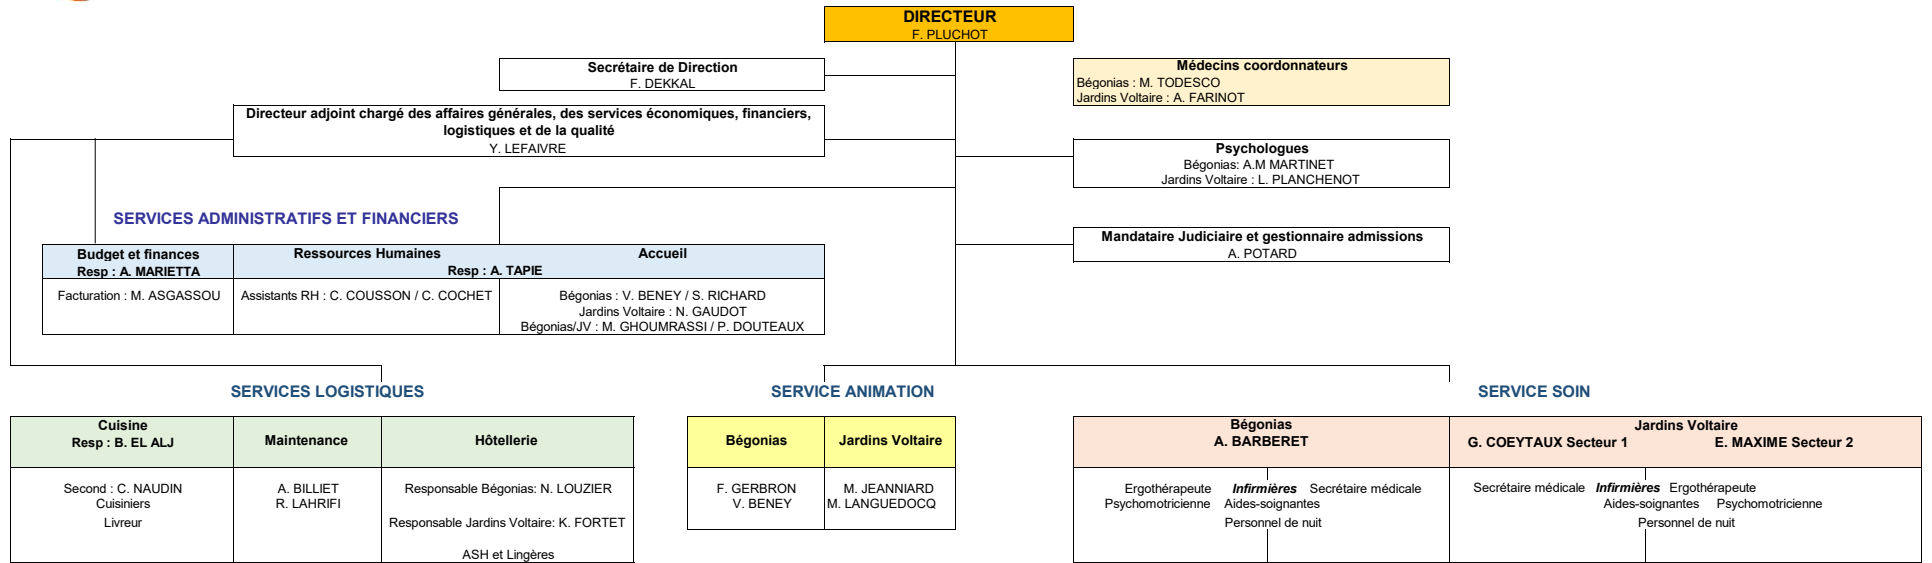 DIRECTEUR
F. PLUCHOT
Secrétaire de Direction
F. DEKKAL
Médecins coordonnateurs
Bégonias : M. TODESCO
Jardins Voltaire : A. FARINOT
Directeur adjoint chargé des affaires générales, des services économiques, financiers,
logistiques et de la qualité
Y. LEFAIVRE
Psychologues
Bégonias: A.M MARTINET
Jardins Voltaire : L. PLANCHENOT
SERVICES ADMINISTRATIFS ET FINANCIERS
Mandataire Judiciaire et gestionnaire admissions
A. POTARD
Budget et finances
Resp : A. MARIETTA
Ressources Humaines
Accueil
Resp : A. TAPIE
Facturation : M. ASGASSOU
Assistants RH : C. COUSSON / C. COCHET
Bégonias : V. BENEY / S. RICHARD
Jardins Voltaire : N. GAUDOT
Bégonias/JV : M. GHOUMRASSI / P. DOUTEAUX
SERVICES LOGISTIQUES
Cuisine
Resp : B. EL ALJ
Maintenance
Hôtellerie
Second : C. NAUDIN
Cuisiniers
Livreur
A. BILLIET
R. LAHRIFI
Responsable Bégonias: N. LOUZIER
Responsable Jardins Voltaire: K. FORTET
ASH et Lingères
SERVICE ANIMATION
Bégonias
Jardins Voltaire
F. GERBRON
V. BENEY
M. JEANNIARD
M. LANGUEDOCQ
SERVICE SOIN
Bégonias
A. BARBERET
Jardins Voltaire
G. COEYTAUX Secteur 1
E. MAXIME Secteur 2
Ergothérapeute Infirmières Secrétaire médicale
Psychomotricienne Aides-soignantes
Personnel de nuit
Secrétaire médicale Infirmières Ergothérapeute
Aides-soignantes Psychomotricienne
Personnel de nuit